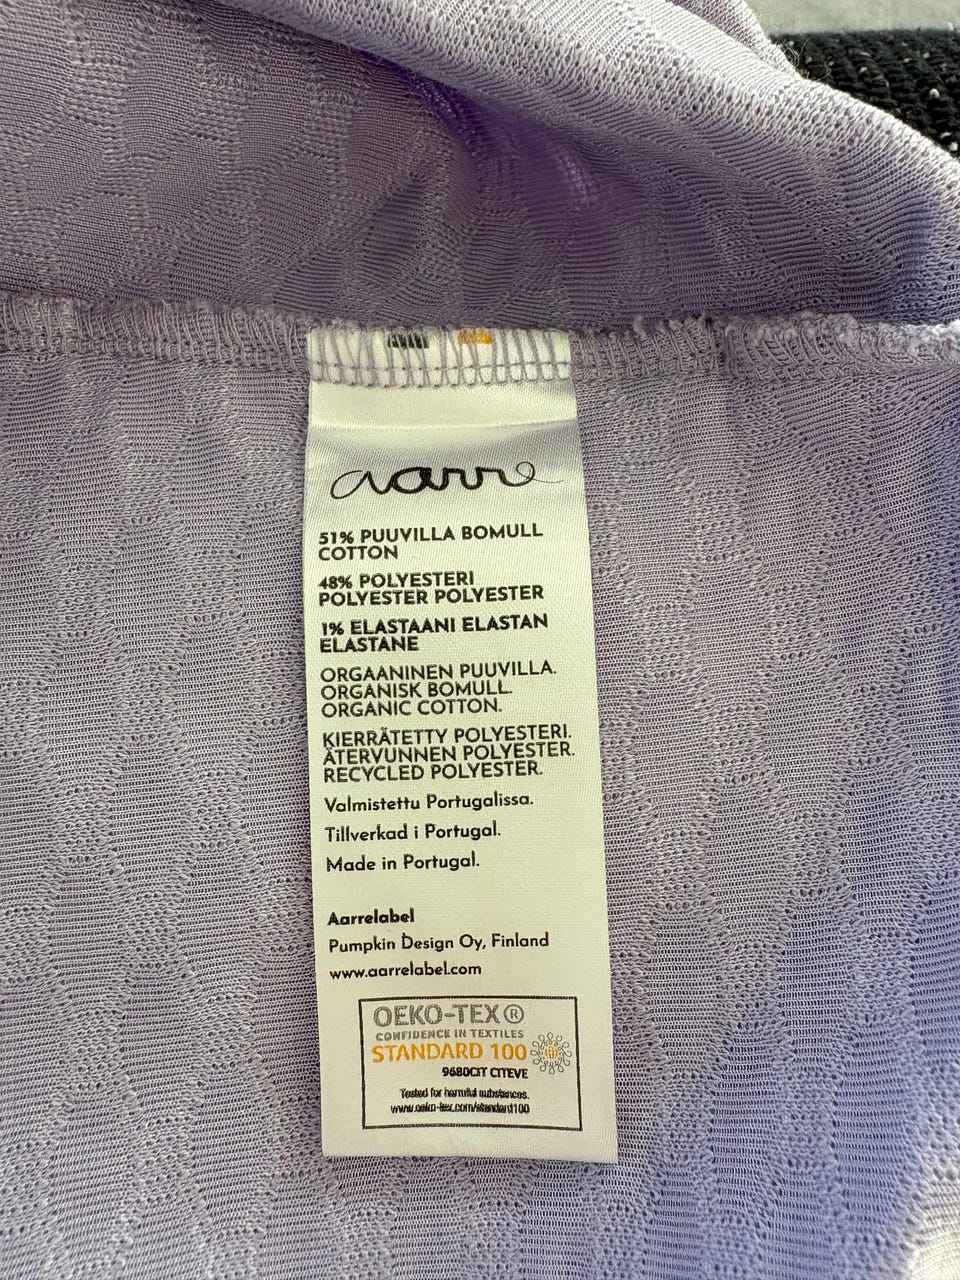 aarre
51% PUUVILLA BOMULL
COTTON
48% POLYESTERI
POLYESTER POLYESTER
1% ELASTAANI ELASTAN
ELASTANE
ORGAANINEN PUUVILLA.
ORGANISK BOMULL.
ORGANIC COTTON.
KIERRÄTETTY POLYESTERI.
ÅTERVUNNEN POLYESTER.
RECYCLED POLYESTER.
Valmistettu Portugalissa.
Tillverkad i Portugal.
Made in Portugal.
Aarrelabel
Pumpkin Design Oy, Finland
www.aarrelabel.com
OEKO-TEX®
CONFIDENCE IN TEXTILES
STANDARD 100
9680CIT CITEVE
Tested for harmful substances.
www.oeko-tex.com/standard100